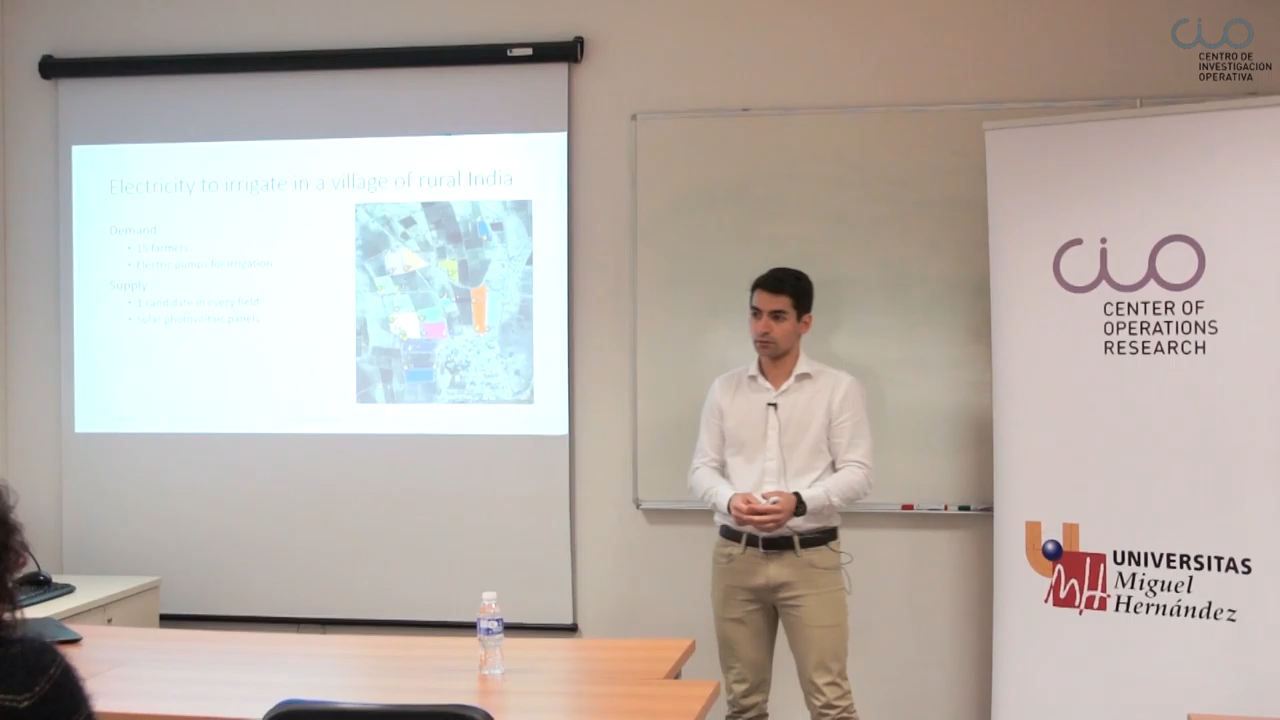 Electricity to irrigate in a village of rural India
Demand:
• 15 farmers
• Electric pumps for irrigation
Supply:
• 1 candidate in every field
• Solar photovoltaic panels
CIO
CENTRO DE
INVESTIGACION
OPERATIVA
CIO
CENTER OF
OPERATIONS
RESEARCH
UMH
UNIVERSITAS
Miguel
Hernández